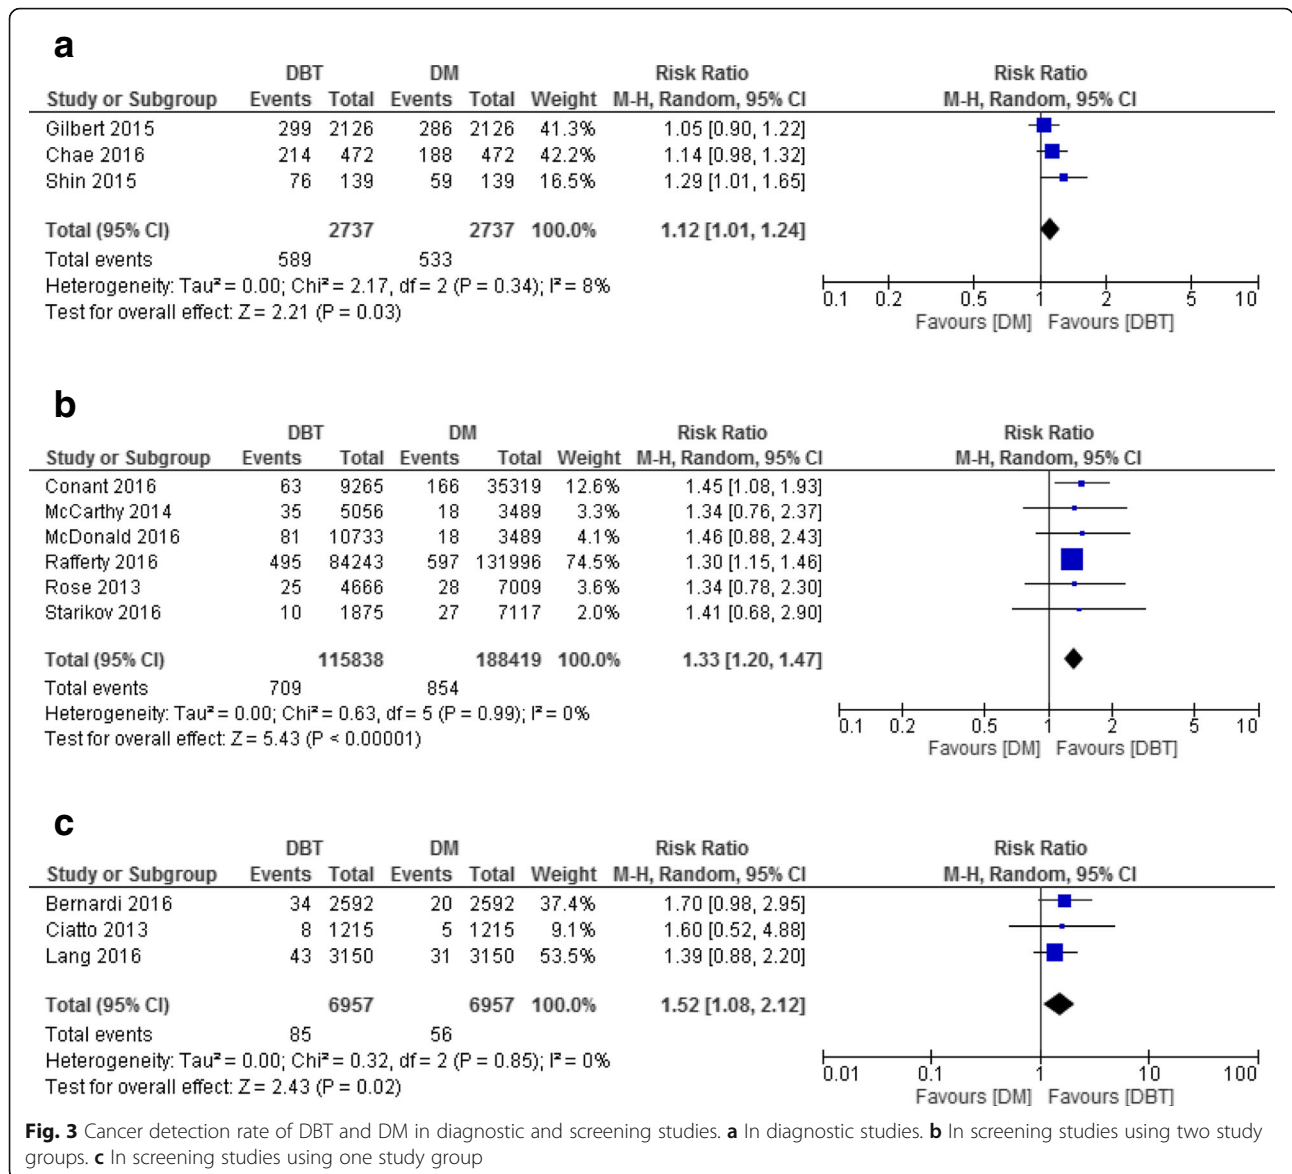 a
DBT DM Risk Ratio Risk Ratio
Study or Subgroup Events Total Events Total Weight M-H, Random, 95% CI M-H, Random, 95% CI
Gilbert 2015 299 2126 286 2126 41.3% 1.05 [0.90, 1.22]
Chae 2016 214 472 188 472 42.2% 1.14 [0.98, 1.32]
Shin 2015 76 139 59 139 16.5% 1.29 [1.01, 1.65]
Total (95% CI) 2737 2737 100.0% 1.12 [1.01, 1.24]
Total events 589 533
Heterogeneity: Tau² = 0.00; Chi² = 2.17, df = 2 (P = 0.34); I² = 8%
Test for overall effect: Z = 2.21 (P = 0.03)
0.1 0.2 0.5 1 2 5 10
Favours [DM] Favours [DBT]
b
DBT DM Risk Ratio Risk Ratio
Study or Subgroup Events Total Events Total Weight M-H, Random, 95% CI M-H, Random, 95% CI
Conant 2016 63 9265 166 35319 12.6% 1.45 [1.08, 1.93]
McCarthy 2014 35 5056 18 3489 3.3% 1.34 [0.76, 2.37]
McDonald 2016 81 10733 18 3489 4.1% 1.46 [0.88, 2.43]
Rafferty 2016 495 84243 597 131996 74.5% 1.30 [1.15, 1.46]
Rose 2013 25 4666 28 7009 3.6% 1.34 [0.78, 2.30]
Starikov 2016 10 1875 27 7117 2.0% 1.41 [0.68, 2.90]
Total (95% CI) 115838 188419 100.0% 1.33 [1.20, 1.47]
Total events 709 854
Heterogeneity: Tau² = 0.00; Chi² = 0.63, df = 5 (P = 0.99); I² = 0%
Test for overall effect: Z = 5.43 (P < 0.00001)
0.1 0.2 0.5 1 2 5 10
Favours [DM] Favours [DBT]
c
DBT DM Risk Ratio Risk Ratio
Study or Subgroup Events Total Events Total Weight M-H, Random, 95% CI M-H, Random, 95% CI
Bernardi 2016 34 2592 20 2592 37.4% 1.70 [0.98, 2.95]
Ciatto 2013 8 1215 5 1215 9.1% 1.60 [0.52, 4.88]
Lang 2016 43 3150 31 3150 53.5% 1.39 [0.88, 2.20]
Total (95% CI) 6957 6957 100.0% 1.52 [1.08, 2.12]
Total events 85 56
Heterogeneity: Tau² = 0.00; Chi² = 0.32, df = 2 (P = 0.85); I² = 0%
Test for overall effect: Z = 2.43 (P = 0.02)
0.01 0.1 1 10 100
Favours [DM] Favours [DBT]
Fig. 3 Cancer detection rate of DBT and DM in diagnostic and screening studies. a In diagnostic studies. b In screening studies using two study
groups. c In screening studies using one study group